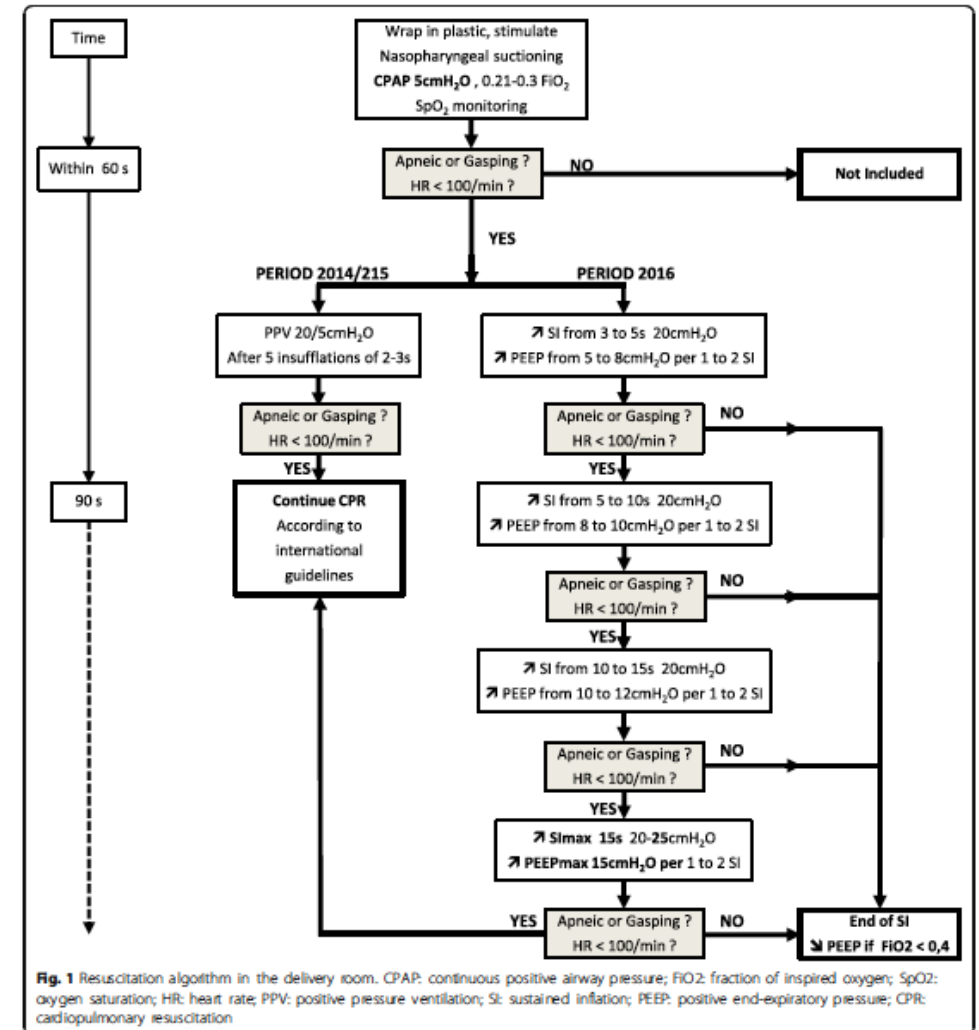 Time
Wrap in plastic, stimulate
Nasopharyngeal suctioning
CPAP 5cmH₂O , 0.21-0.3 FiO₂
SpO₂ monitoring
Within 60 s
Apneic or Gasping ?
HR < 100/min ?
NO
Not Included
YES
PERIOD 2014/215
PERIOD 2016
PPV 20/5cmH₂O
After 5 insufflations of 2-3s
↗ SI from 3 to 5s 20cmH₂O
↗ PEEP from 5 to 8cmH₂O per 1 to 2 SI
Apneic or Gasping ?
HR < 100/min ?
Apneic or Gasping ?
HR < 100/min ?
NO
YES
YES
90 s
Continue CPR
According to
international
guidelines
↗ SI from 5 to 10s 20cmH₂O
↗ PEEP from 8 to 10cmH₂O per 1 to 2 SI
Apneic or Gasping ?
HR < 100/min ?
NO
YES
↗ SI from 10 to 15s 20cmH₂O
↗ PEEP from 10 to 12cmH₂O per 1 to 2 SI
Apneic or Gasping ?
HR < 100/min ?
NO
YES
↗ SImax 15s 20-25cmH₂O
↗ PEEPmax 15cmH₂O per 1 to 2 SI
YES
Apneic or Gasping ?
HR < 100/min ?
NO
End of SI
↘ PEEP if FiO2 < 0,4
Fig. 1 Resuscitation algorithm in the delivery room. CPAP: continuous positive airway pressure; FiO2: fraction of inspired oxygen; SpO2:
oxygen saturation; HR: heart rate; PPV: positive pressure ventilation; SI: sustained inflation; PEEP: positive end-expiratory pressure; CPR:
cardiopulmonary resuscitation